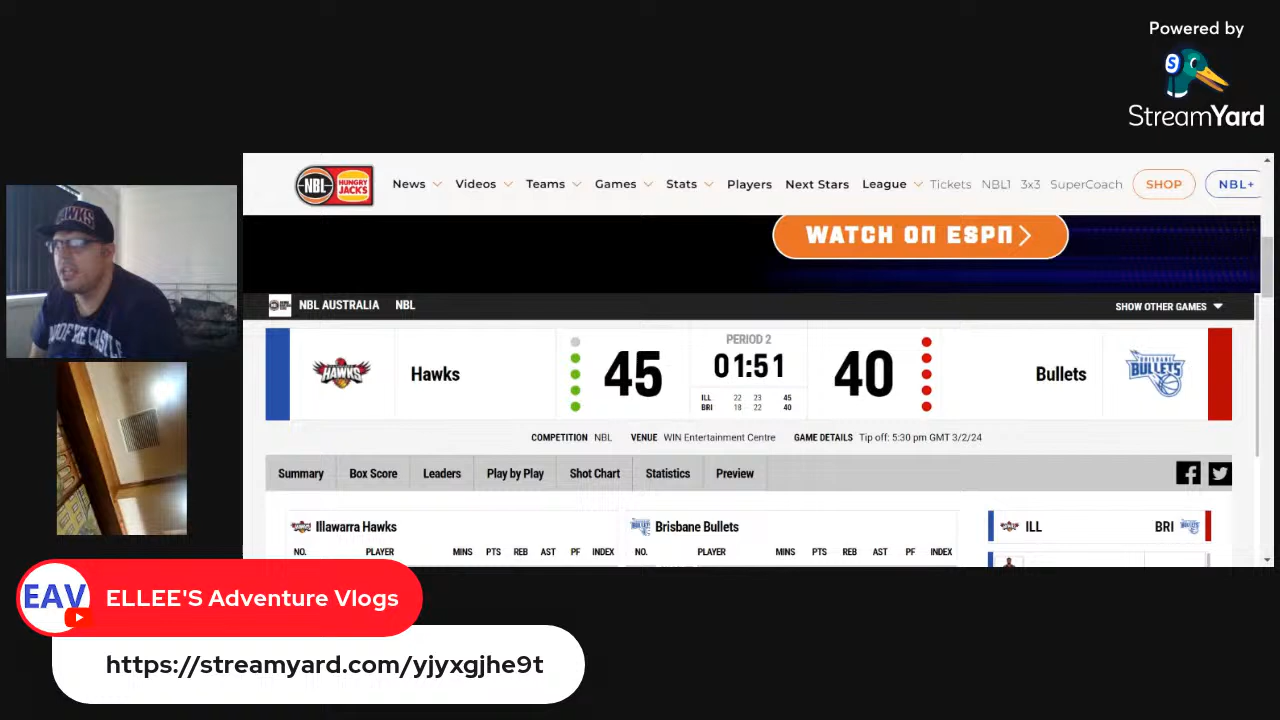 Powered by
StreamYard
NBL
HUNGRY JACKS
News Videos Teams Games Stats Players Next Stars League Tickets NBL1 3x3 SuperCoach SHOP NBL+
WATCH ON ESPN
NBL AUSTRALIA NBL SHOW OTHER GAMES
HAWKS
Hawks
45
PERIOD 2
01:51
ILL 22 23 45
BRI 18 22 40
40
Bullets
BRISBANE
BULLETS
COMPETITION NBL VENUE WIN Entertainment Centre GAME DETAILS Tip off: 5:30 pm GMT 3/2/24
Summary Box Score Leaders Play by Play Shot Chart Statistics Preview
Illawarra Hawks
NO. PLAYER MINS PTS REB AST PF INDEX
Brisbane Bullets
NO. PLAYER MINS PTS REB AST PF INDEX
ILL BRI
HAWKS
EAV
ELLEE'S Adventure Vlogs
https://streamyard.com/yjyxgjhe9t